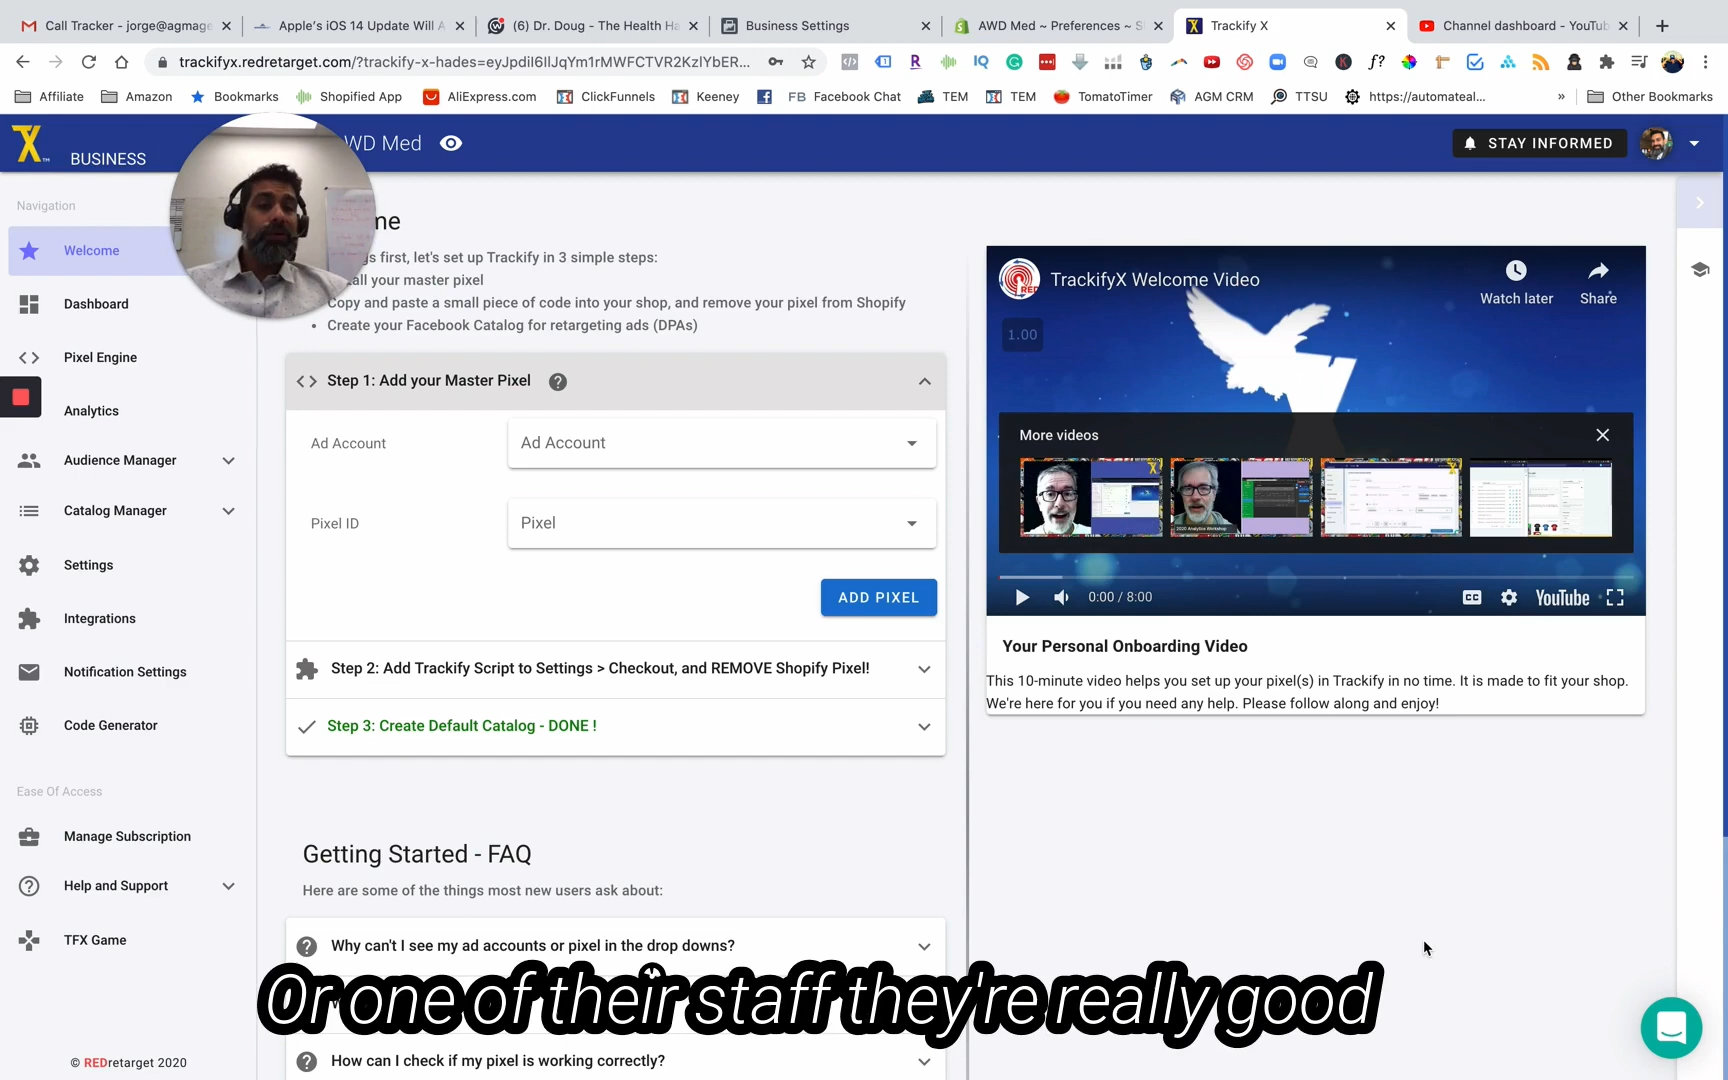 Call Tracker - jorge@agmage
Apple's iOS 14 Update Will A
(6) Dr. Doug - The Health Ha
Business Settings
AWD Med ~ Preferences ~ S
Trackify X
Channel dashboard - YouTub
trackifyx.redretarget.com/?trackify-x-hades=eyJpdiI6IlJqYm1rMWFCTVR2KzlYbER...
Affiliate
Amazon
Bookmarks
Shopified App
AliExpress.com
ClickFunnels
Keeney
FB Facebook Chat
TEM
TEM
TomatoTimer
AGM CRM
TTSU
https://automateal...
»
Other Bookmarks
BUSINESS
WD Med
STAY INFORMED
Navigation
Welcome
Dashboard
Pixel Engine
Analytics
Audience Manager
Catalog Manager
Settings
Integrations
Notification Settings
Code Generator
Ease Of Access
Manage Subscription
Help and Support
TFX Game
© REDretarget 2020
me
gs first, let's set up Trackify in 3 simple steps:
all your master pixel
Copy and paste a small piece of code into your shop, and remove your pixel from Shopify
• Create your Facebook Catalog for retargeting ads (DPAs)
Step 1: Add your Master Pixel
Ad Account
Ad Account
Pixel ID
Pixel
ADD PIXEL
Step 2: Add Trackify Script to Settings > Checkout, and REMOVE Shopify Pixel!
Step 3: Create Default Catalog - DONE !
Getting Started - FAQ
Here are some of the things most new users ask about:
Why can't I see my ad accounts or pixel in the drop downs?
Or one of their staff they're really good
How can I check if my pixel is working correctly?
TrackifyX Welcome Video
Watch later
Share
1.00
More videos
0:00 / 8:00
CC
YouTube
Your Personal Onboarding Video
This 10-minute video helps you set up your pixel(s) in Trackify in no time. It is made to fit your shop.
We're here for you if you need any help. Please follow along and enjoy!